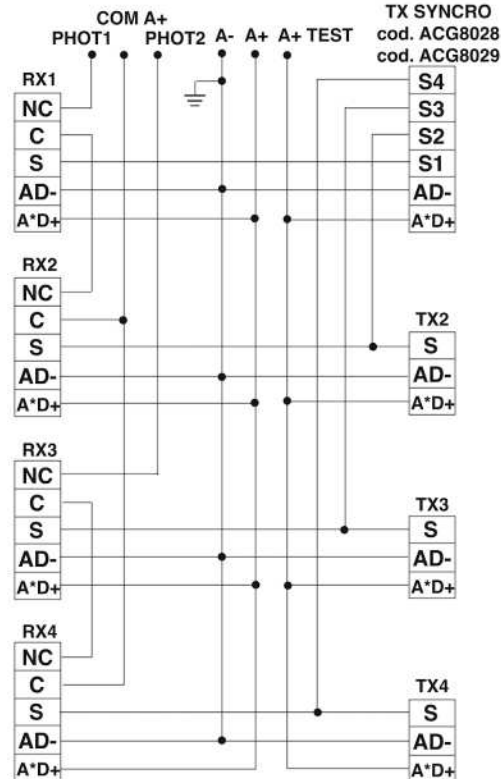 COM A+
PHOT1 PHOT2 A- A+ A+ TEST
TX SYNCRO
cod. ACG8028
cod. ACG8029
RX1
NC
C
S
AD-
A*D+
S4
S3
S2
S1
AD-
A*D+
RX2
NC
C
S
AD-
A*D+
TX2
S
AD-
A*D+
RX3
NC
C
S
AD-
A*D+
TX3
S
AD-
A*D+
RX4
NC
C
S
AD-
A*D+
TX4
S
AD-
A*D+